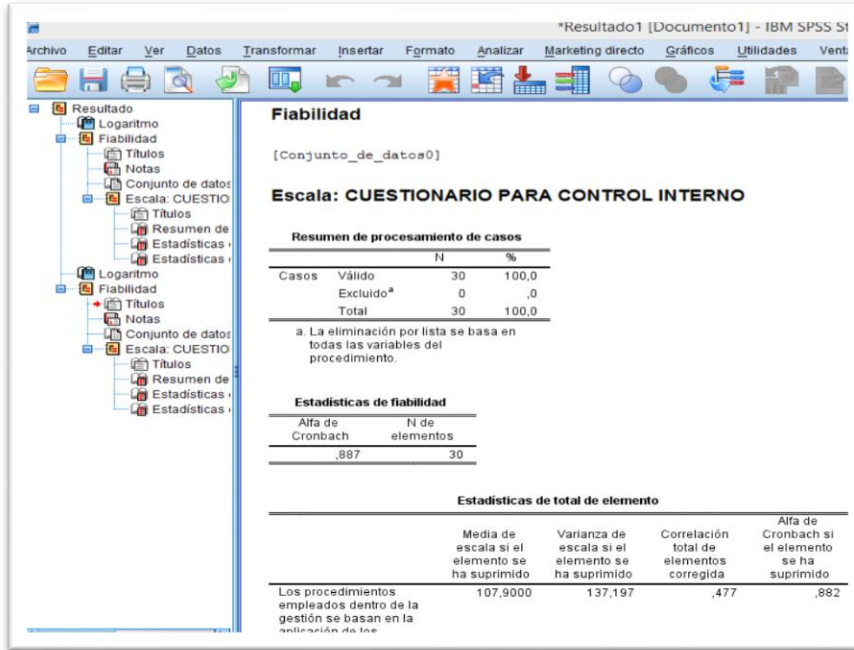 *Resultado1 [Documento1] - IBM SPSS St
Archivo Editar Ver Datos Transformar Insertar Formato Analizar Marketing directo Gráficos Utilidades Vent
Resultado
Logaritmo
Fiabilidad
Títulos
Notas
Conjunto de datos
Escala: CUESTIO
Títulos
Resumen de
Estadísticas
Estadísticas
Logaritmo
Fiabilidad
Títulos
Notas
Conjunto de datos
Escala: CUESTIO
Títulos
Resumen de
Estadísticas
Estadísticas
Fiabilidad
[Conjunto_de_datos0]
Escala: CUESTIONARIO PARA CONTROL INTERNO
Resumen de procesamiento de casos
N %
Casos Válido 30 100,0
Excluido a 0 ,0
Total 30 100,0
a. La eliminación por lista se basa en
todas las variables del
procedimiento.
Estadísticas de fiabilidad
Alfa de N de
Cronbach elementos
,887 30
Estadísticas de total de elemento
Alfa de
Media de Varianza de Correlación Cronbach si
escala si el escala si el total de el elemento
elemento se elemento se elementos se ha
ha suprimido ha suprimido corregida suprimido
Los procedimientos 107,9000 137,197 ,477 ,882
empleados dentro de la
gestión se basan en la
aplicación de los